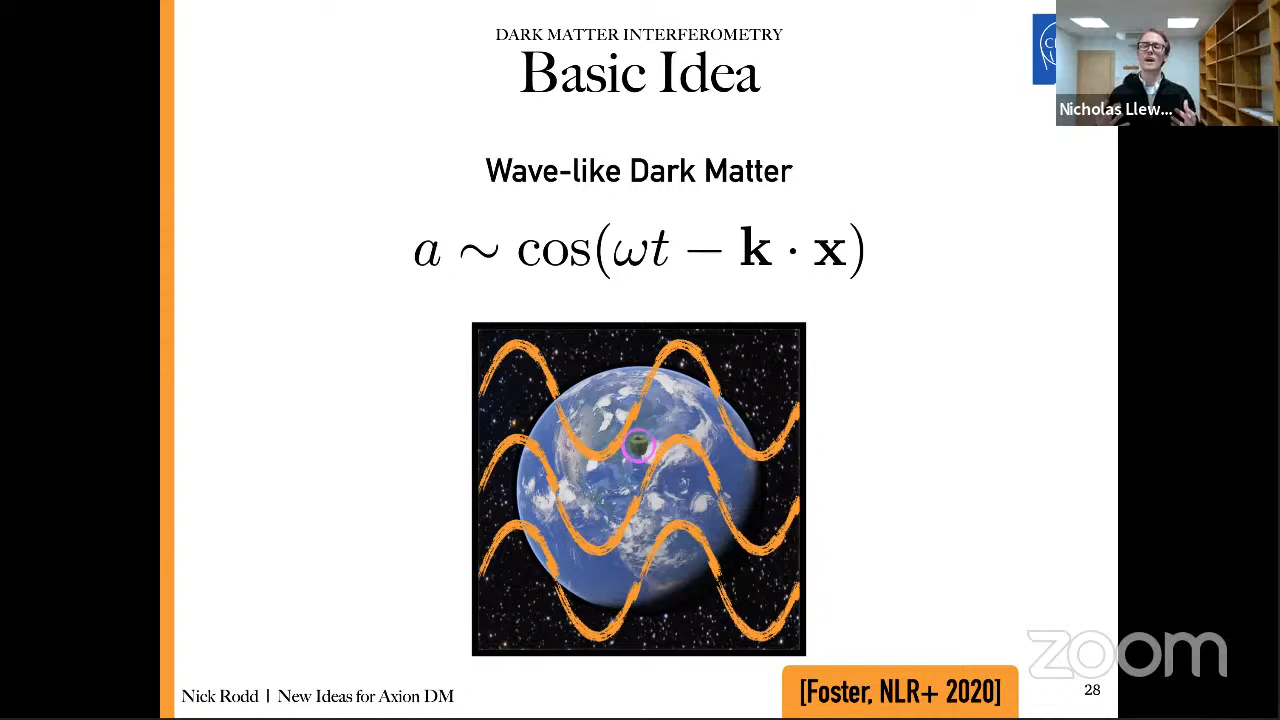 DARK MATTER INTERFEROMETRY
Basic Idea
Nicholas Llew...
Wave-like Dark Matter
a ∼ cos(ωt − k · x)
zoom
Nick Rodd | New Ideas for Axion DM
[Foster, NLR+ 2020]
28